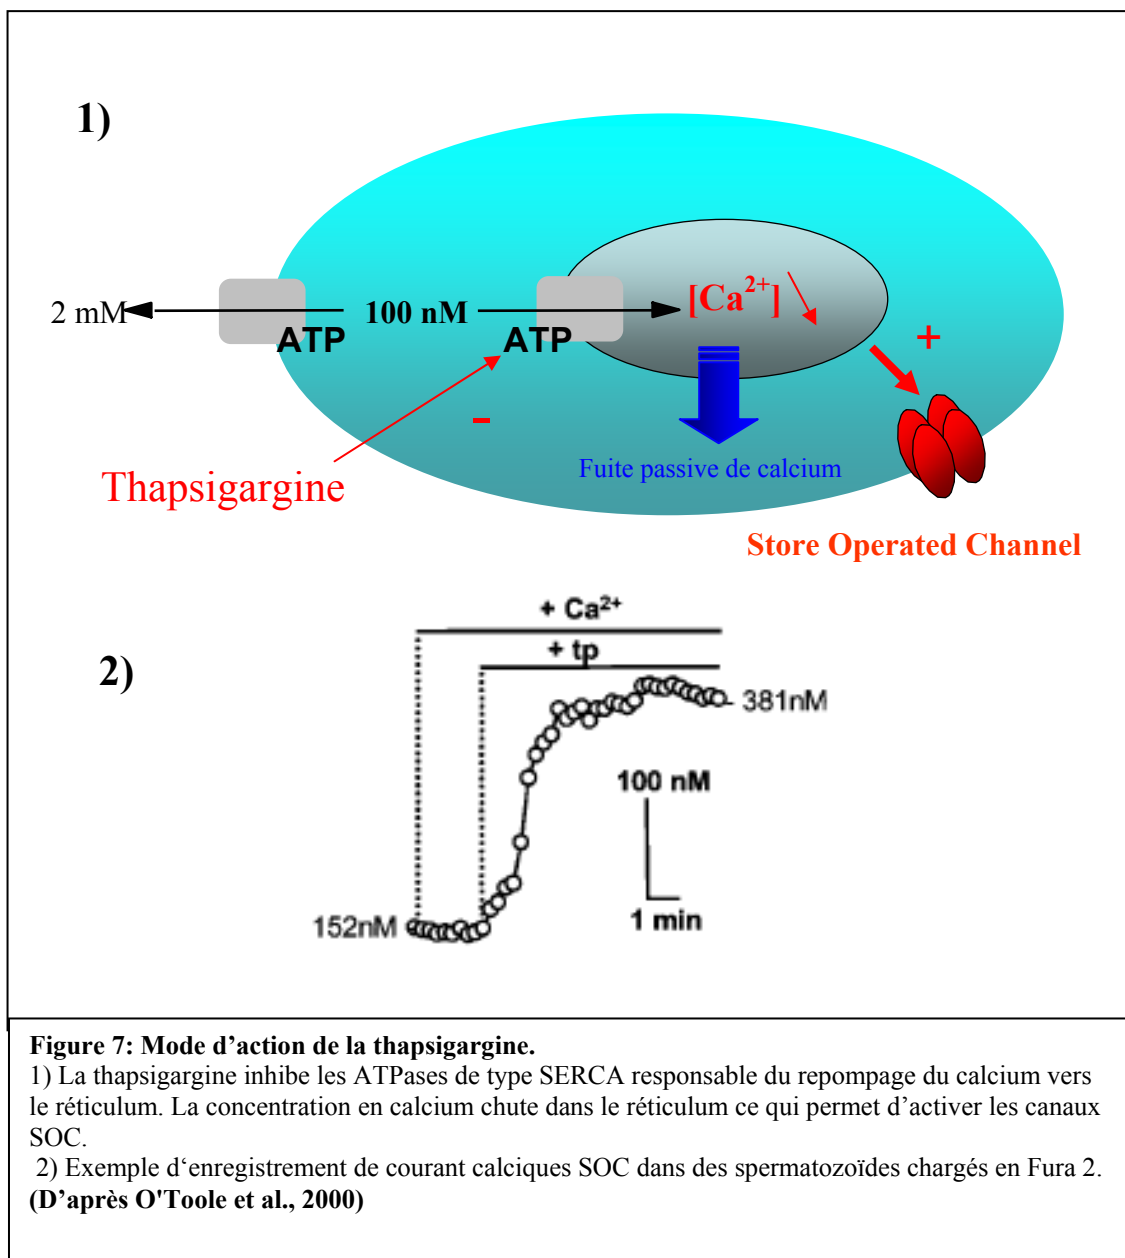 1)
2 mM
ATP
100 nM
ATP
[Ca²⁺]
+
-
Thapsigargine
Fuite passive de calcium
Store Operated Channel
2)
+ Ca²⁺
+ tp
381nM
100 nM
1 min
152nM
Figure 7: Mode d'action de la thapsigargine.
1) La thapsigargine inhibe les ATPases de type SERCA responsable du repompage du calcium vers
le réticulum. La concentration en calcium chute dans le réticulum ce qui permet d'activer les canaux
SOC.
2) Exemple d'enregistrement de courant calciques SOC dans des spermatozoïdes chargés en Fura 2.
(D'après O'Toole et al., 2000)